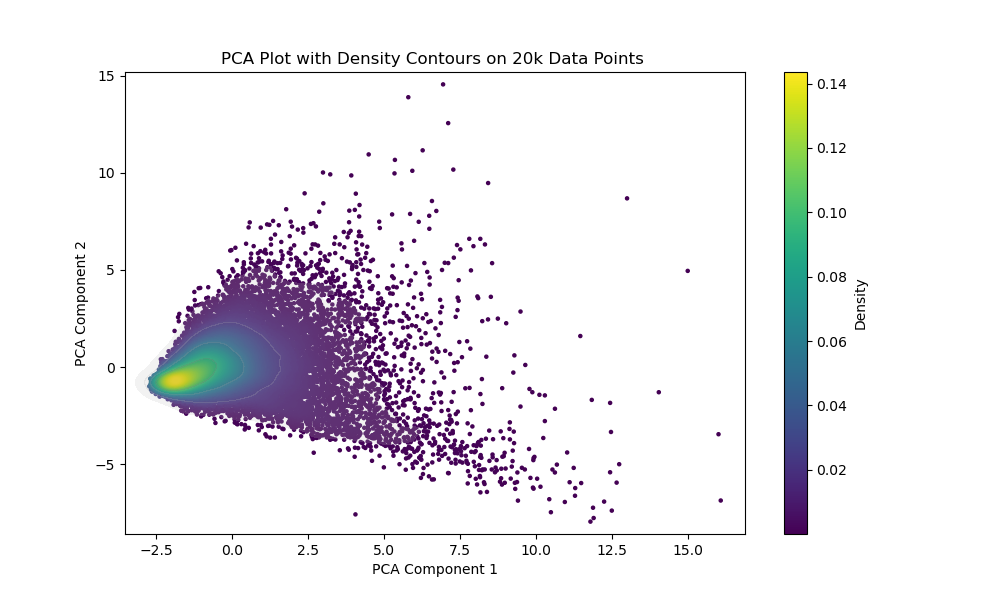 PCA Plot with Density Contours on 20k Data Points
15
10
5
0
−5
PCA Component 2
−2.5 0.0 2.5 5.0 7.5 10.0 12.5 15.0
PCA Component 1
0.14
0.12
0.10
0.08
0.06
0.04
0.02
Density